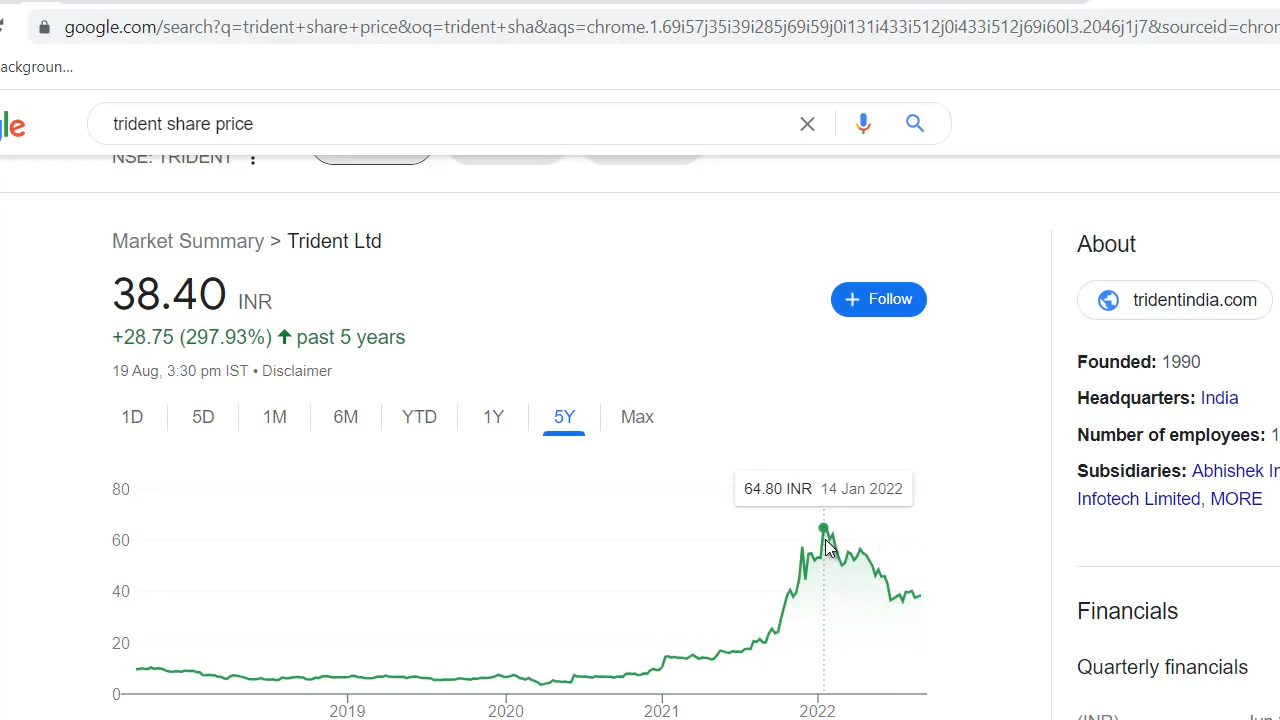 google.com/search?q=trident+share+price&oq=trident+sha&aqs=chrome.1.69i57j35i39i285j69i59j0i131i433i512j0i433i512j69i60l3.2046j1j7&sourceid=chror
ackgroun...
le
trident share price
NSE: TRIDENT
Market Summary > Trident Ltd
38.40 INR
+ Follow
+28.75 (297.93%) ↑ past 5 years
19 Aug, 3:30 pm IST • Disclaimer
1D 5D 1M 6M YTD 1Y 5Y Max
64.80 INR 14 Jan 2022
80
60
40
20
0
2019 2020 2021 2022
About
tridentindia.com
Founded: 1990
Headquarters: India
Number of employees: 1
Subsidiaries: Abhishek In
Infotech Limited, MORE
Financials
Quarterly financials
(INR)